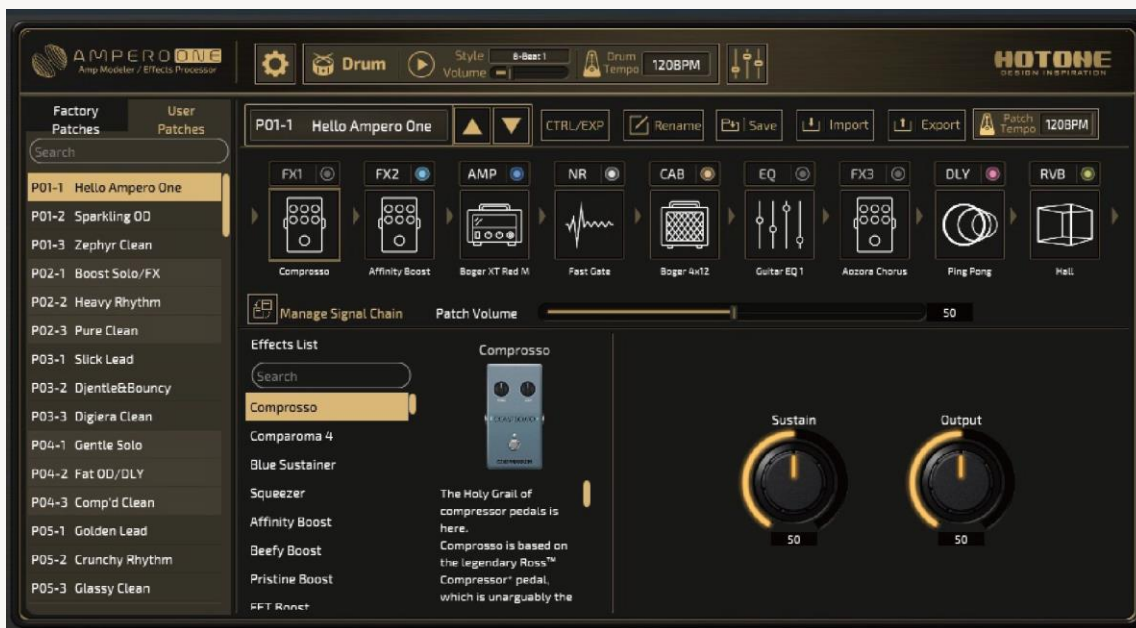 AMPERO ONE
Amp Modeler / Effects Processor
Drum
Style
8-Beat1
Volume
Drum
Tempo
120BPM
HOTONE
DESIGN INSPIRATION
Factory
Patches
User
Patches
Search
P01-1 Hello Ampero One
P01-2 Sparkling OD
P01-3 Zephyr Clean
P02-1 Boost Solo/FX
P02-2 Heavy Rhythm
P02-3 Pure Clean
P03-1 Slick Lead
P03-2 Djentle&Bouncy
P03-3 Digiera Clean
P04-1 Gentle Solo
P04-2 Fat OD/DLY
P04-3 Comp'd Clean
P05-1 Golden Lead
P05-2 Crunchy Rhythm
P05-3 Glassy Clean
P01-1 Hello Ampero One
CTRL/EXP
Rename
Save
Import
Export
Patch
Tempo
120BPM
FX1
FX2
AMP
NR
CAB
EQ
FX3
DLY
RVB
Comprosso
Affinity Boost
Boger XT Red M
Fast Gate
Boger 4x12
Guitar EQ 1
Aozora Chorus
Ping Pong
Hall
Manage Signal Chain
Patch Volume
50
Effects List
Search
Comprosso
Comparoma 4
Blue Sustainer
Squeezer
Affinity Boost
Beefy Boost
Pristine Boost
FET Boost
Comprosso
The Holy Grail of
compressor pedals is
here.
Comprosso is based on
the legendary Ross™
Compressor* pedal,
which is unarguably the
Sustain
50
Output
50